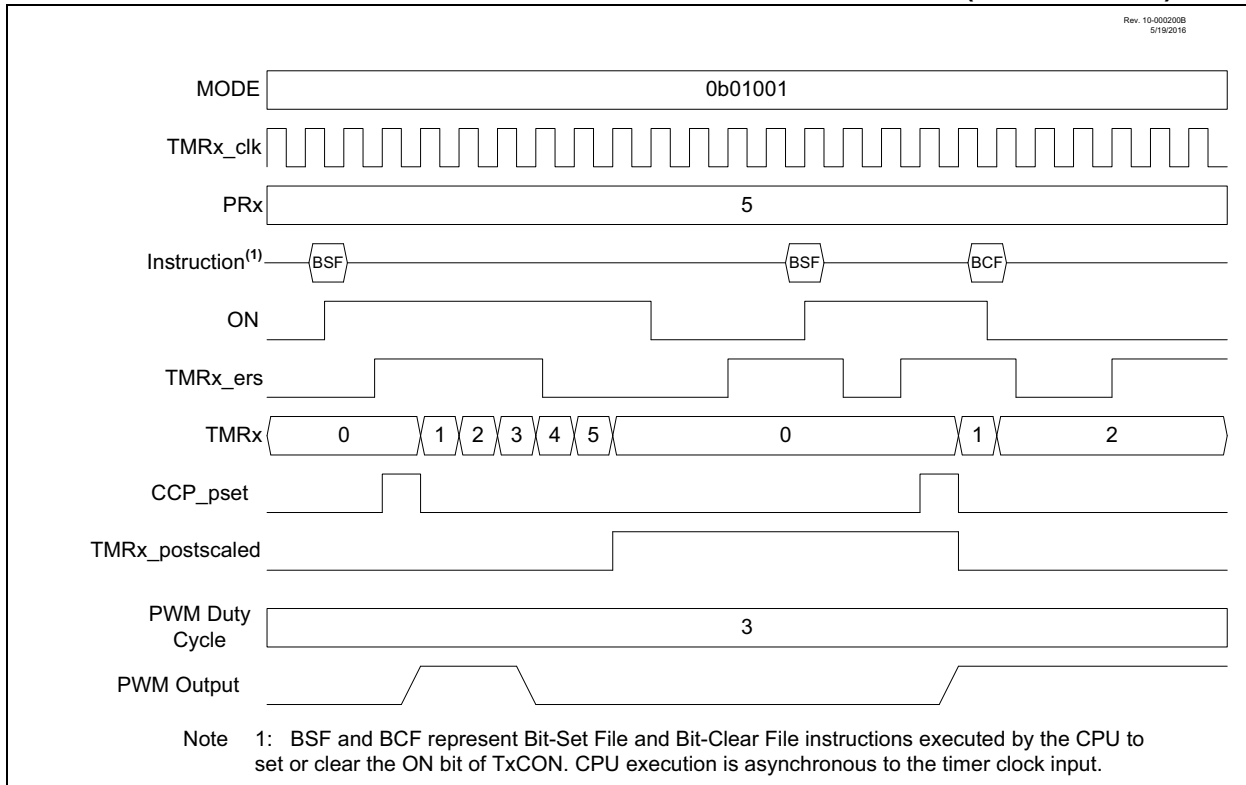 Rev. 10-000200B
5/19/2016
MODE 0b01001
TMRx_clk
PRx 5
Instruction(1) BSF BSF BCF
ON
TMRx_ers
TMRx 0 1 2 3 4 5 0 1 2
CCP_pset
TMRx_postscaled
PWM Duty
Cycle 3
PWM Output
Note 1: BSF and BCF represent Bit-Set File and Bit-Clear File instructions executed by the CPU to
set or clear the ON bit of TxCON. CPU execution is asynchronous to the timer clock input.